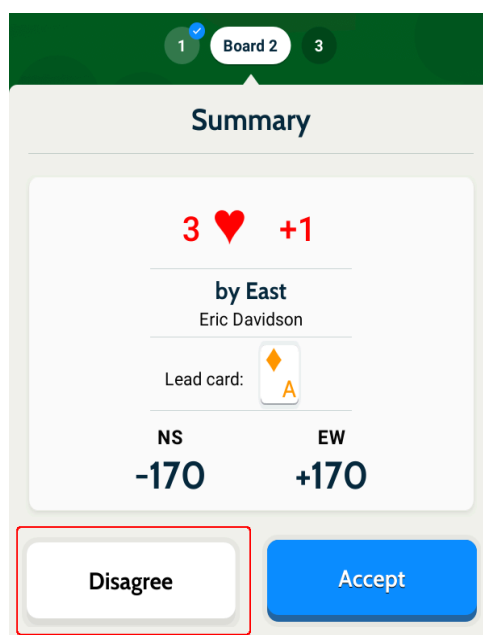 1 Board 2 3
Summary
3 ♥ +1
by East
Eric Davidson
Lead card: ♦ A
NS EW
-170 +170
Disagree Accept